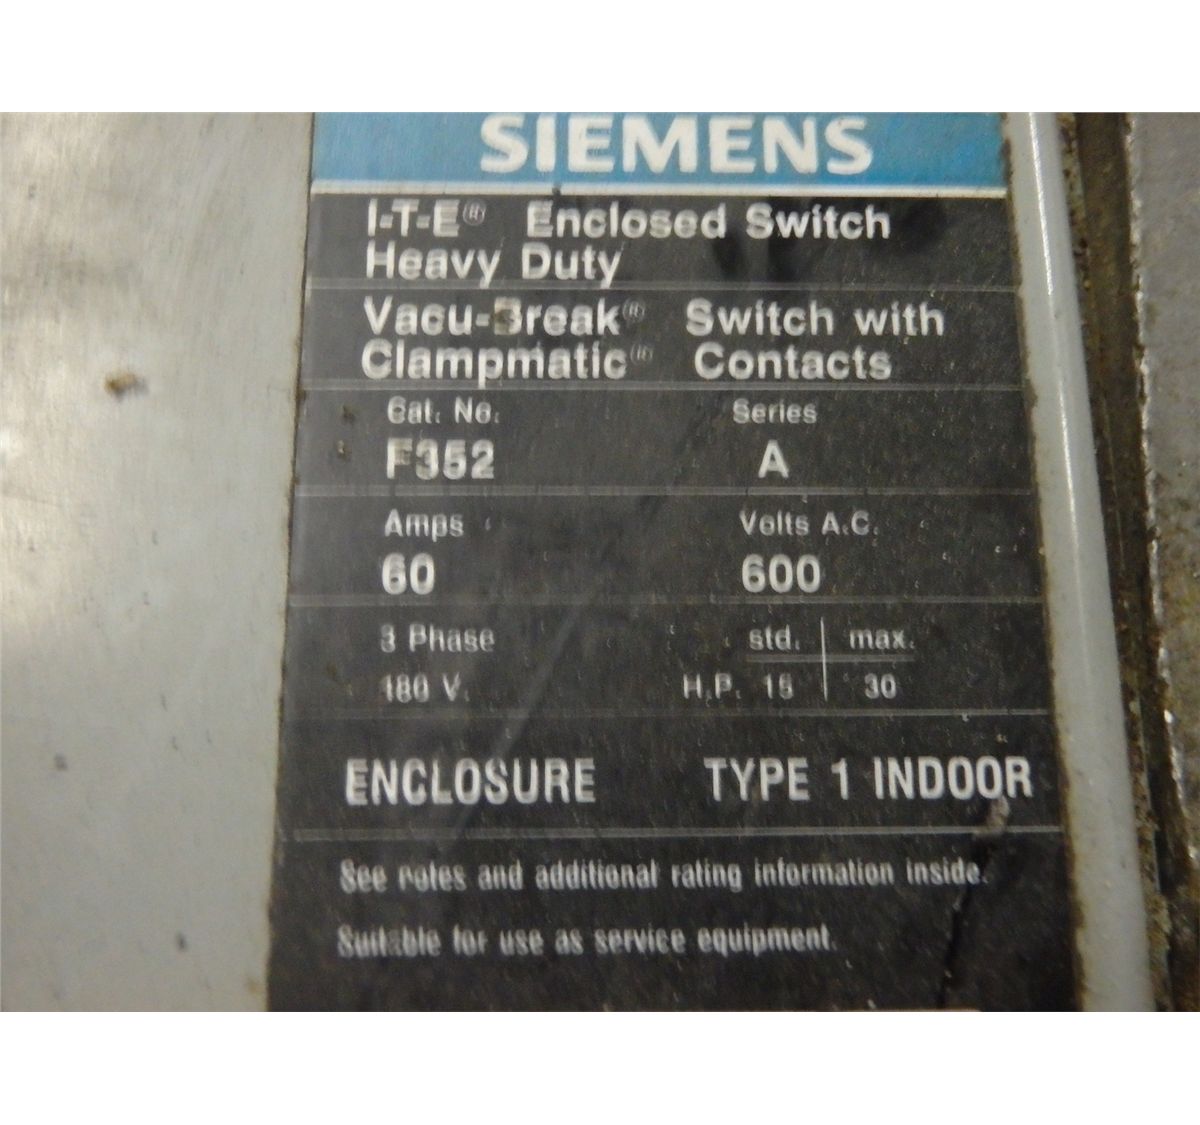 SIEMENS
I-T-E® Enclosed Switch
Heavy Duty
Vacu-Break® Switch with
Clampmatic® Contacts
Cat. No. Series
F352 A
Amps Volts A.C.
60 600
3 Phase std. max.
480 V. H.P. 15 30
ENCLOSURE TYPE 1 INDOOR
See notes and additional rating information inside.
Suitable for use as service equipment.